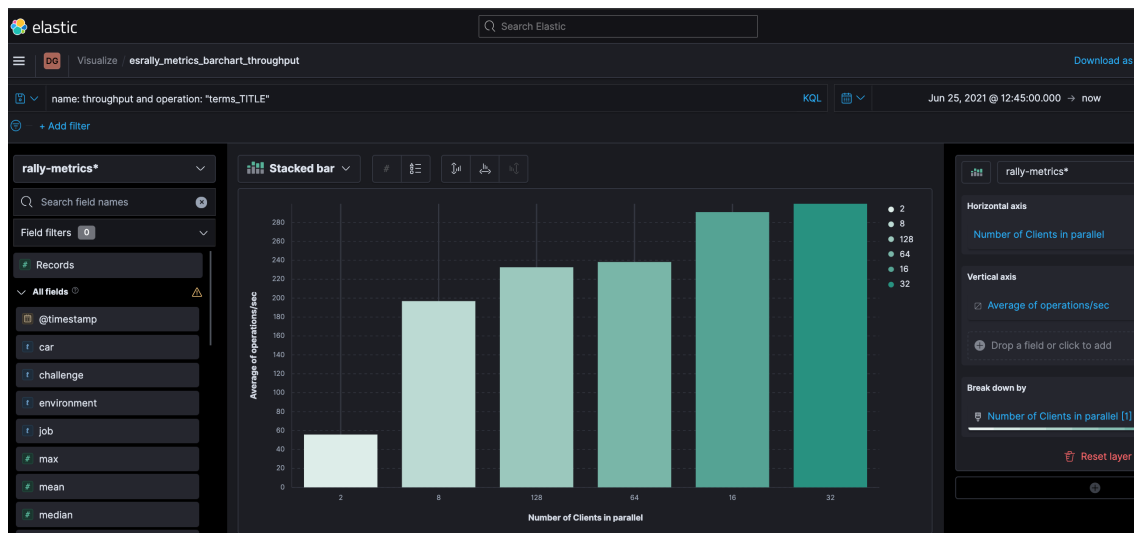 elastic
Search Elastic
DG
Visualize / esrally_metrics_barchart_throughput
Download as
name: throughput and operation: "terms_TITLE"
KQL
Jun 25, 2021 @ 12:45:00.000 → now
+ Add filter
rally-metrics*
Search field names
Field filters 0
# Records
All fields
@timestamp
t car
t challenge
t environment
t job
# max
# mean
# median
Stacked bar
#
280
260
240
220
200
180
160
140
120
100
80
60
40
20
0
Average of operations/sec
2
8
128
64
16
32
Number of Clients in parallel
2
8
128
64
16
32
rally-metrics*
Horizontal axis
Number of Clients in parallel
Vertical axis
Average of operations/sec
Drop a field or click to add
Break down by
Number of Clients in parallel [1]
Reset layer